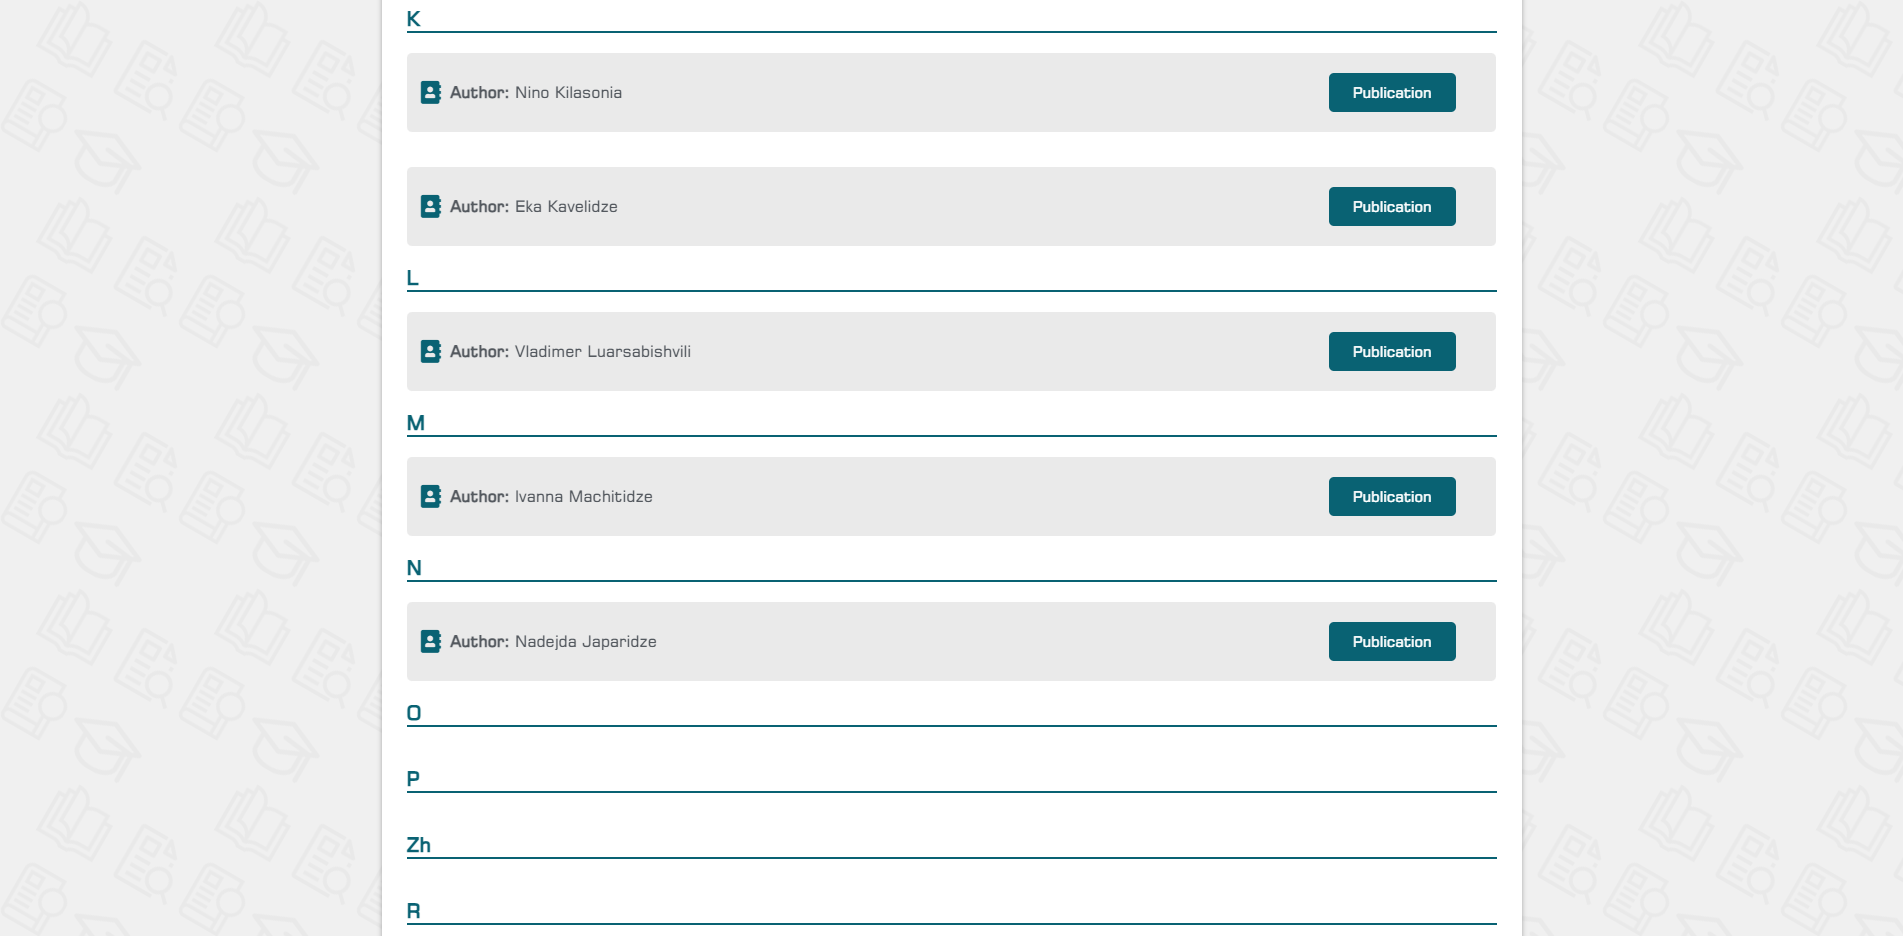 K
Author: Nino Kilasonia
Publication
Author: Eka Kavelidze
Publication
L
Author: Vladimer Luarsabishvili
Publication
M
Author: Ivanna Machitidze
Publication
N
Author: Nadejda Japaridze
Publication
O
P
Zh
R